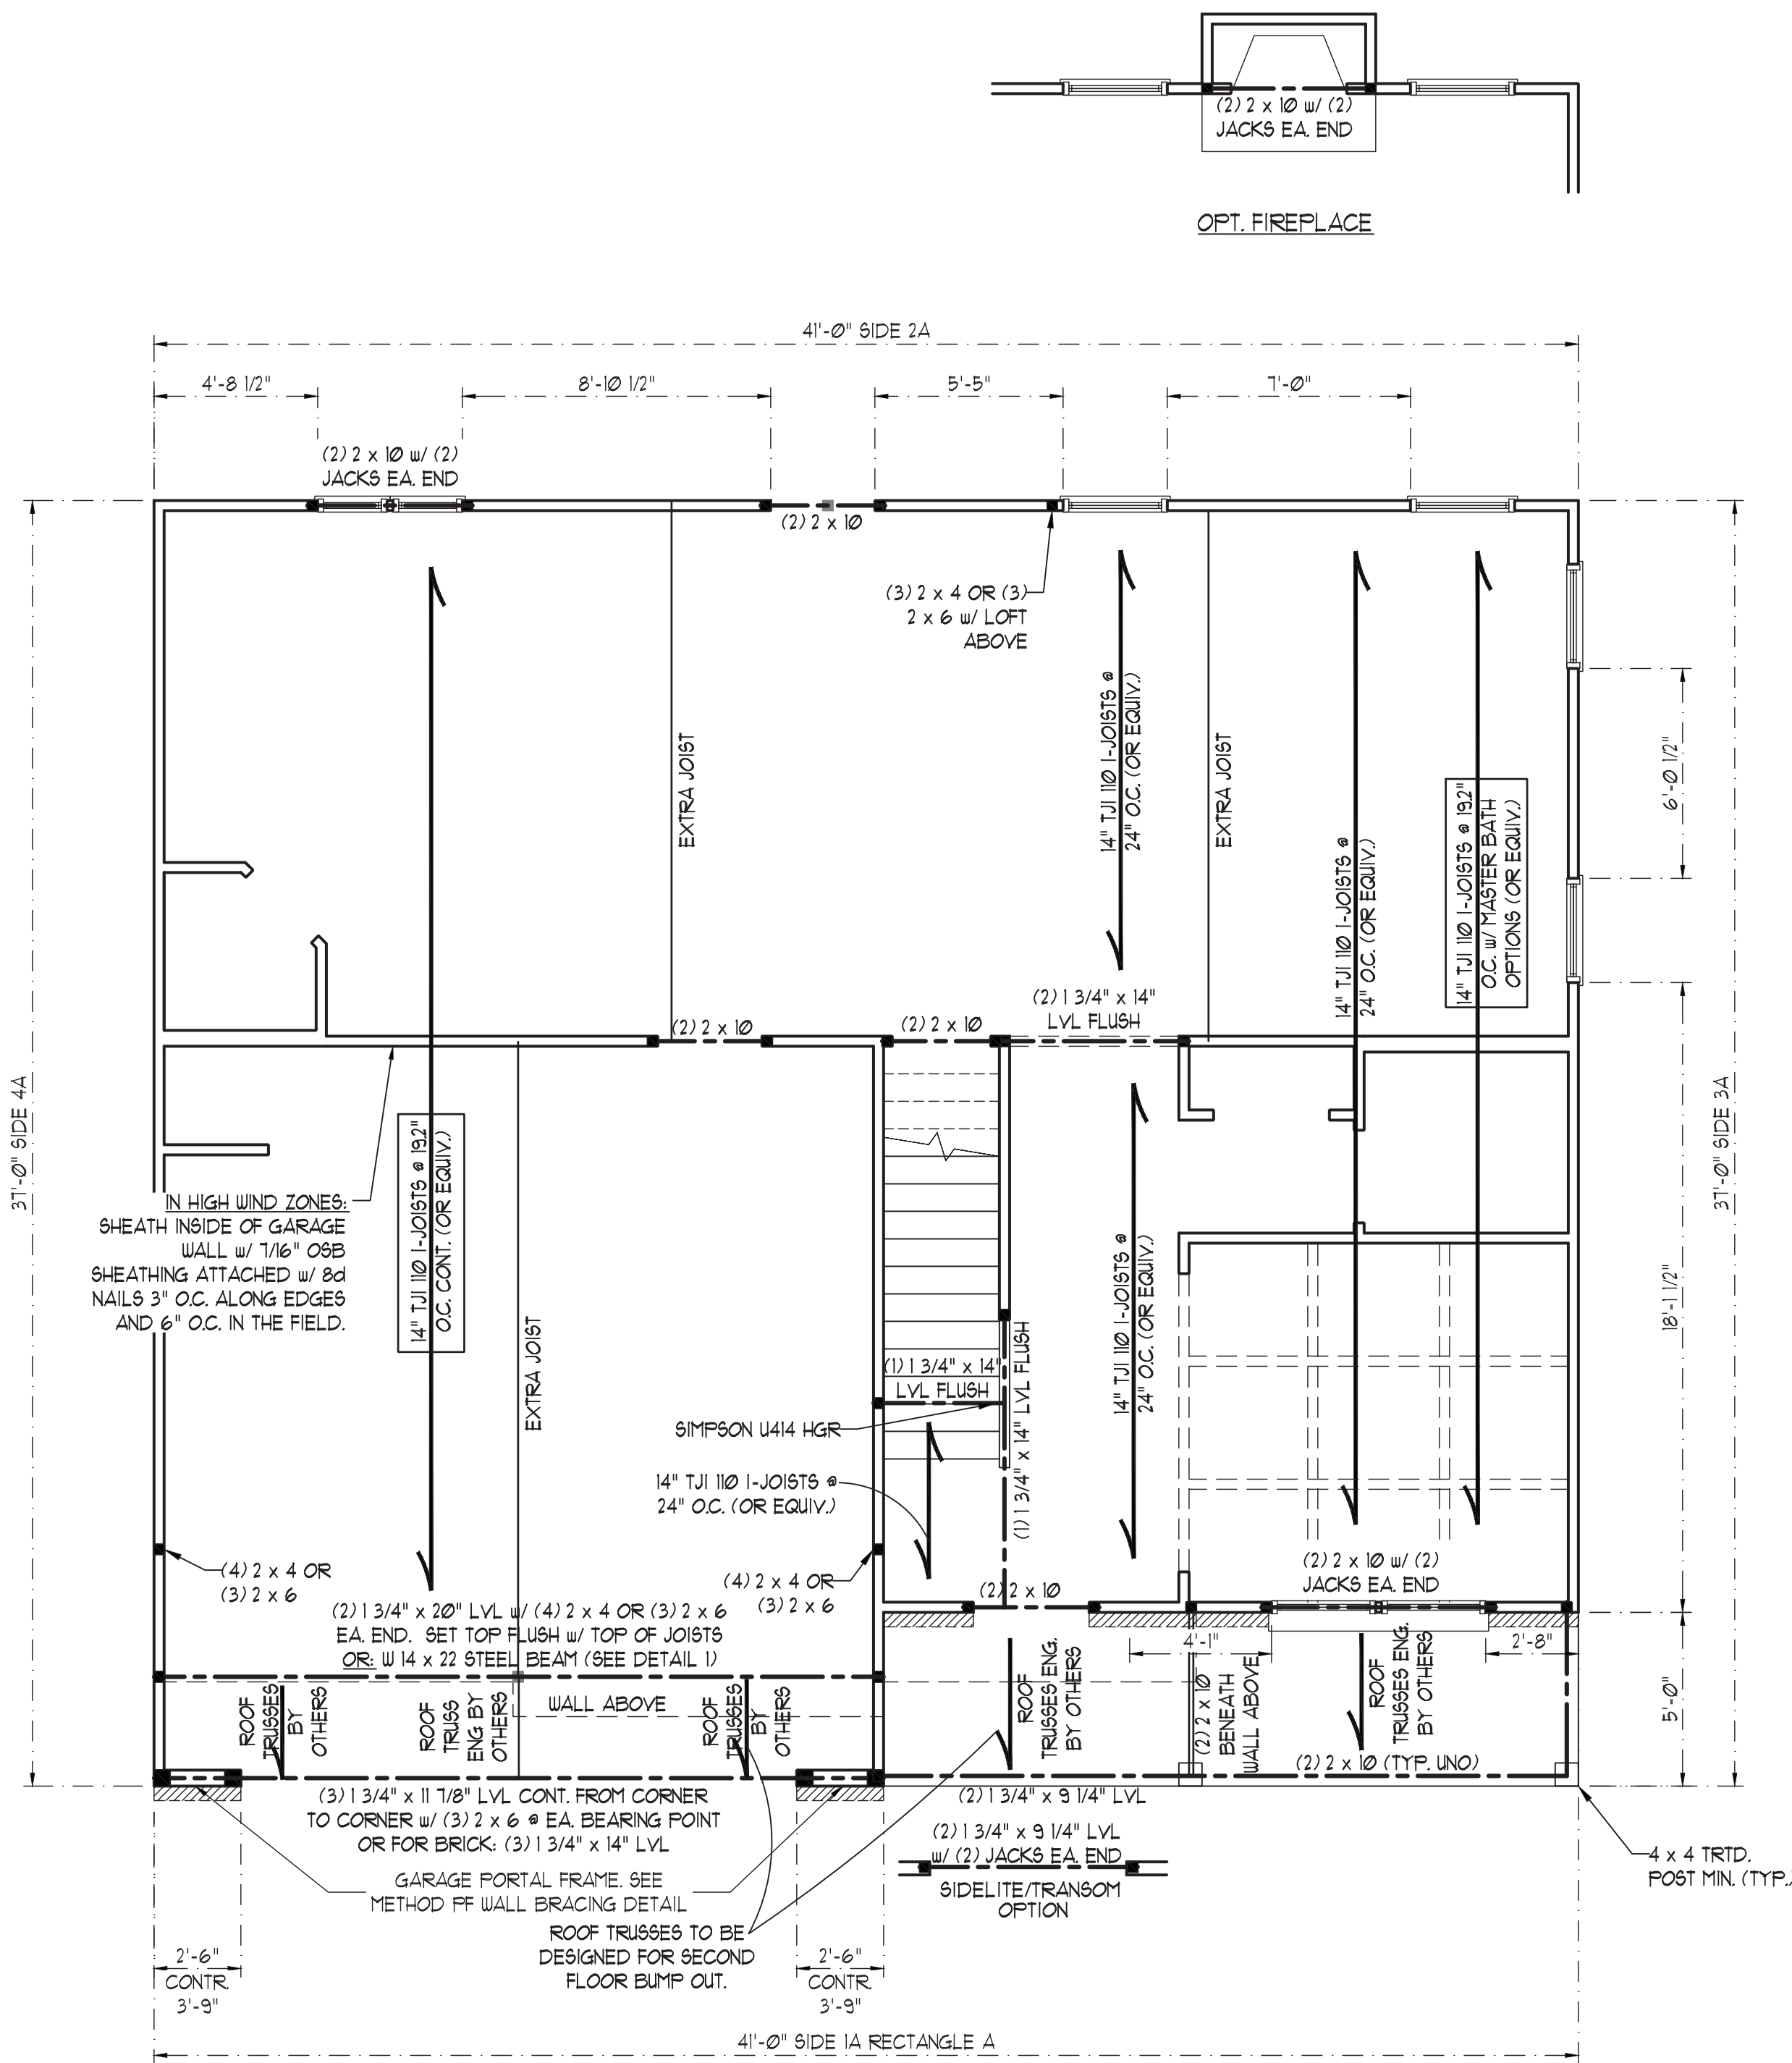 (2) 2 x 10 w/ (2)
JACKS EA. END
OPT. FIREPLACE
41'-0" SIDE 2A
4'-8 1/2"
8'-10 1/2"
5'-5"
7'-0"
(2) 2 x 10 w/ (2)
JACKS EA. END
(2) 2 x 10
(3) 2 x 4 OR (3)
2 x 6 w/ LOFT
ABOVE
EXTRA JOIST
14" TJI 110 I-JOISTS @
24" O.C. (OR EQUIV.)
EXTRA JOIST
14" TJI 110 I-JOISTS @
24" O.C. (OR EQUIV.)
14" TJI 110 I-JOISTS @ 19.2"
O.C. w/ MASTER BATH
OPTIONS (OR EQUIV.)
6'-0 1/2"
37'-0" SIDE 4A
37'-0" SIDE 3A
(2) 2 x 10
(2) 2 x 10
(2) 1 3/4" x 14"
LVL FLUSH
IN HIGH WIND ZONES:
SHEATH INSIDE OF GARAGE
WALL w/ 7/16" OSB
SHEATHING ATTACHED w/ 8d
NAILS 3" O.C. ALONG EDGES
AND 6" O.C. IN THE FIELD.
14" TJI 110 I-JOISTS @ 19.2"
O.C. CONT. (OR EQUIV.)
EXTRA JOIST
(1) 1 3/4" x 14"
LVL FLUSH
(1) 1 3/4" x 14" LVL FLUSH
14" TJI 110 I-JOISTS @
24" O.C. (OR EQUIV.)
18'-1 1/2"
SIMPSON U414 HGR
14" TJI 110 I-JOISTS @
24" O.C. (OR EQUIV.)
(4) 2 x 4 OR
(3) 2 x 6
(4) 2 x 4 OR
(3) 2 x 6
(2) 2 x 10
(2) 2 x 10 w/ (2)
JACKS EA. END
(2) 1 3/4" x 20" LVL w/ (4) 2 x 4 OR (3) 2 x 6
EA. END. SET TOP FLUSH w/ TOP OF JOISTS
OR: W 14 x 22 STEEL BEAM (SEE DETAIL 1)
4'-1"
2'-8"
5'-0"
ROOF
TRUSSES
BY
OTHERS
ROOF
TRUSS
ENG BY
OTHERS
WALL ABOVE
ROOF
TRUSSES
BY
OTHERS
ROOF
TRUSSES ENG.
BY OTHERS
(2) 2 x 10
BENEATH
WALL ABOVE
ROOF
TRUSSES ENG.
BY OTHERS
(2) 2 x 10 (TYP. UNO)
(3) 1 3/4" x 11 7/8" LVL CONT. FROM CORNER
TO CORNER w/ (3) 2 x 6 @ EA. BEARING POINT
OR FOR BRICK: (3) 1 3/4" x 14" LVL
(2) 1 3/4" x 9 1/4" LVL
(2) 1 3/4" x 9 1/4" LVL
w/ (2) JACKS EA. END
SIDELITE/TRANSOM
OPTION
4 x 4 TRTD.
POST MIN. (TYP.)
GARAGE PORTAL FRAME. SEE
METHOD PF WALL BRACING DETAIL
ROOF TRUSSES TO BE
DESIGNED FOR SECOND
FLOOR BUMP OUT.
2'-6"
CONTR.
3'-9"
2'-6"
CONTR.
3'-9"
41'-0" SIDE 1A RECTANGLE A